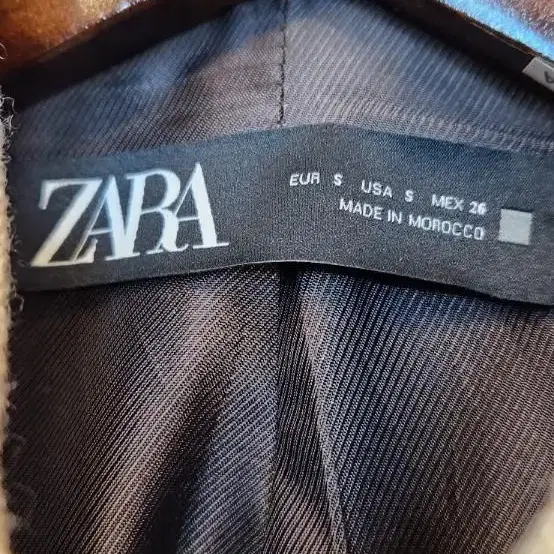 ZARA
EUR S USA S MEX 26
MADE IN MOROCCO